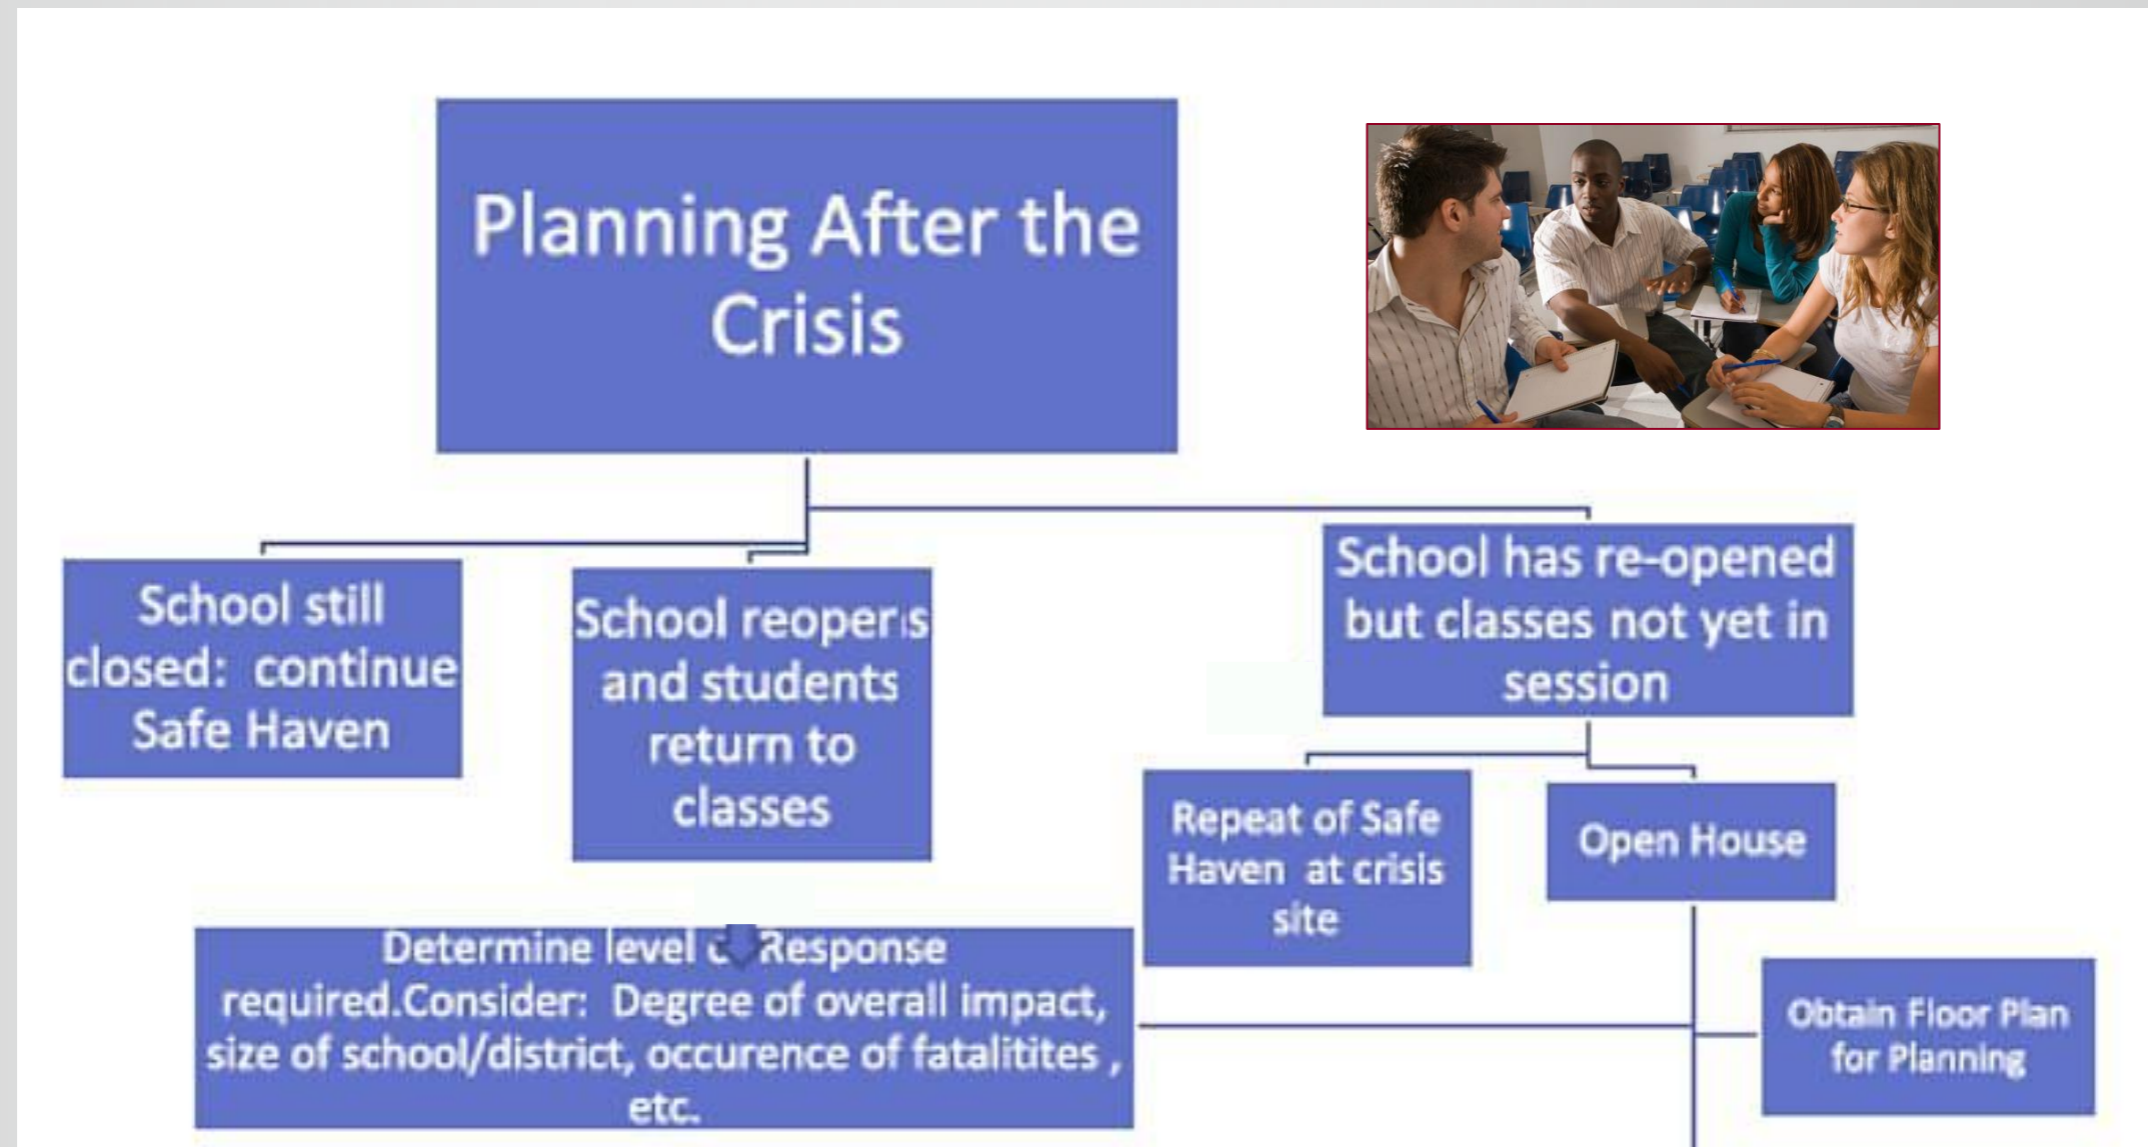 Planning After the
Crisis
School still
closed: continue
Safe Haven
School reopens
and students
return to
classes
School has re-opened
but classes not yet in
session
Repeat of Safe
Haven at crisis
site
Open House
Determine level Response
required.Consider: Degree of overall impact,
size of school/district, occurence of fatalitites ,
etc.
Obtain Floor Plan
for Planning